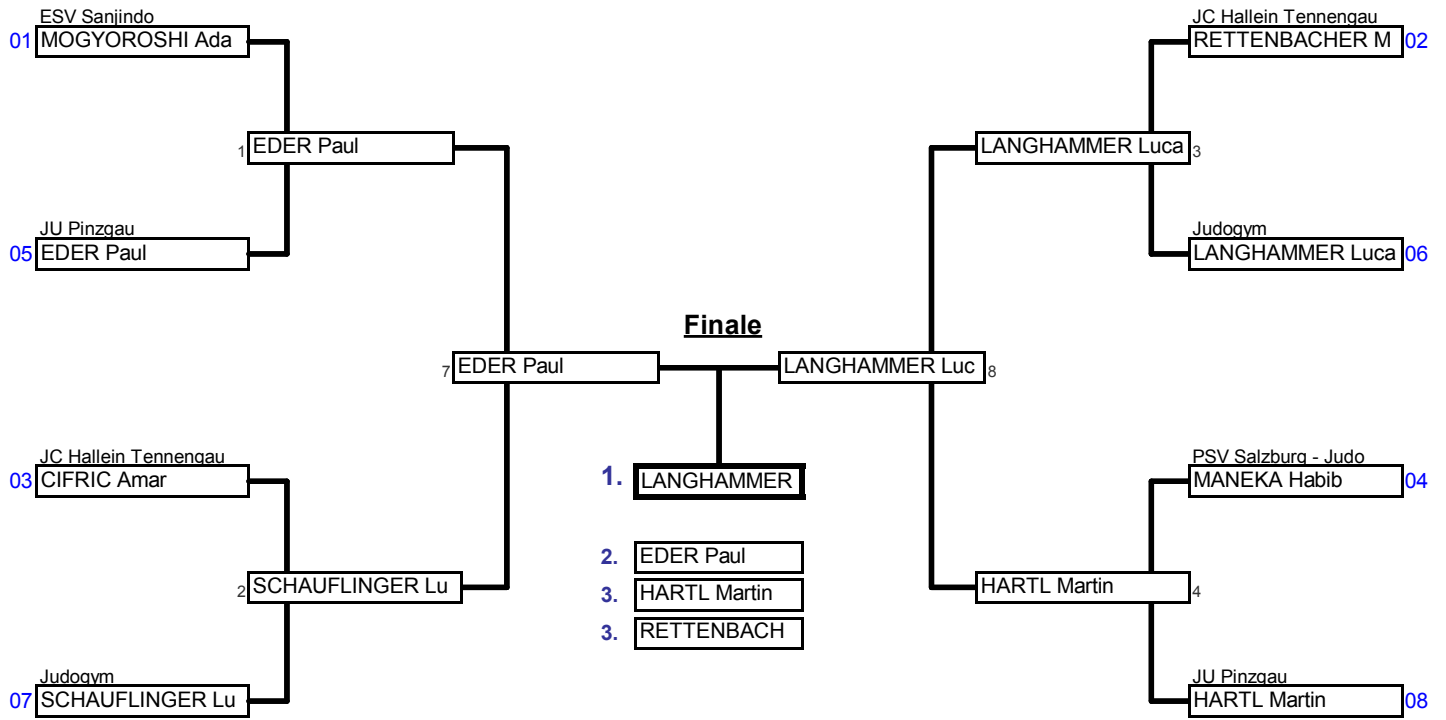 ESV Sanjindo
01 MOGYOROSHI Ada
JC Hallein Tennengau
RETTENBACHER M 02
1 EDER Paul
LANGHAMMER Luca 3
JU Pinzgau
05 EDER Paul
Judogym
LANGHAMMER Luca 06
Finale
7 EDER Paul
LANGHAMMER Luc 8
JC Hallein Tennengau
03 CIFRIC Amar
1. LANGHAMMER
PSV Salzburg - Judo
MANEKA Habib 04
2. EDER Paul
2 SCHAUFLINGER Lu
3. HARTL Martin
HARTL Martin 4
3. RETTENBACH
Judogym
07 SCHAUFLINGER Lu
JU Pinzgau
HARTL Martin 08